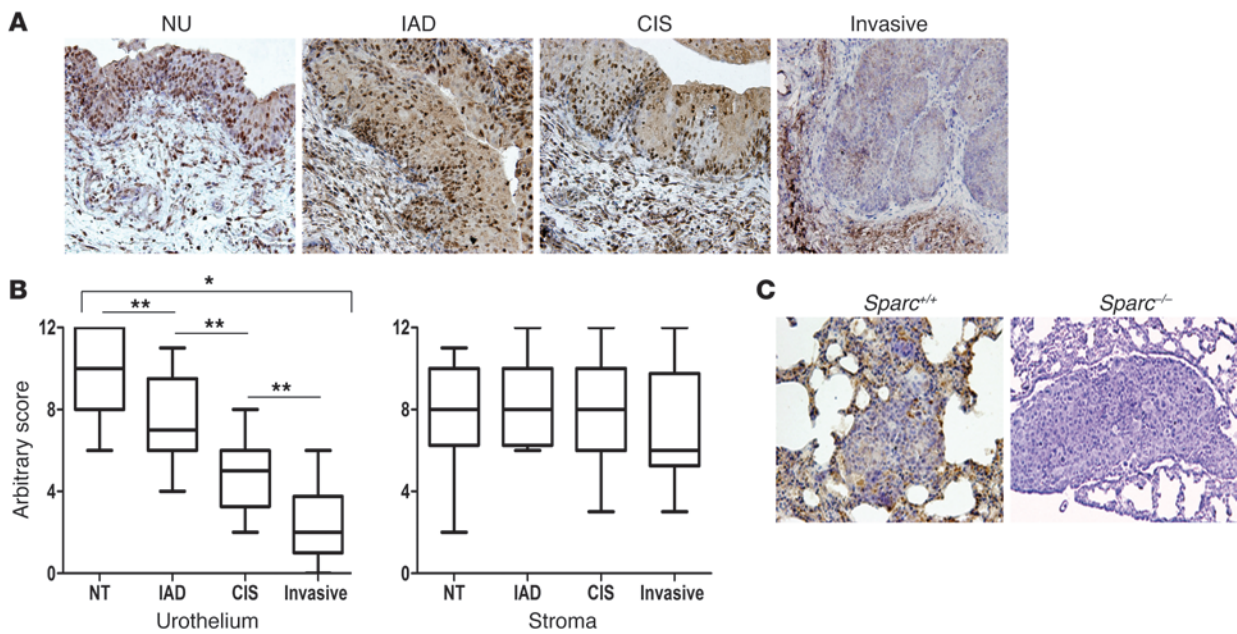 A
NU IAD CIS Invasive
B
*
** ** **
Arbitrary score
12
8
4
0
NT IAD CIS Invasive
Urothelium
12
8
4
0
NT IAD CIS Invasive
Stroma
C
Sparc+/+ Sparc–/–